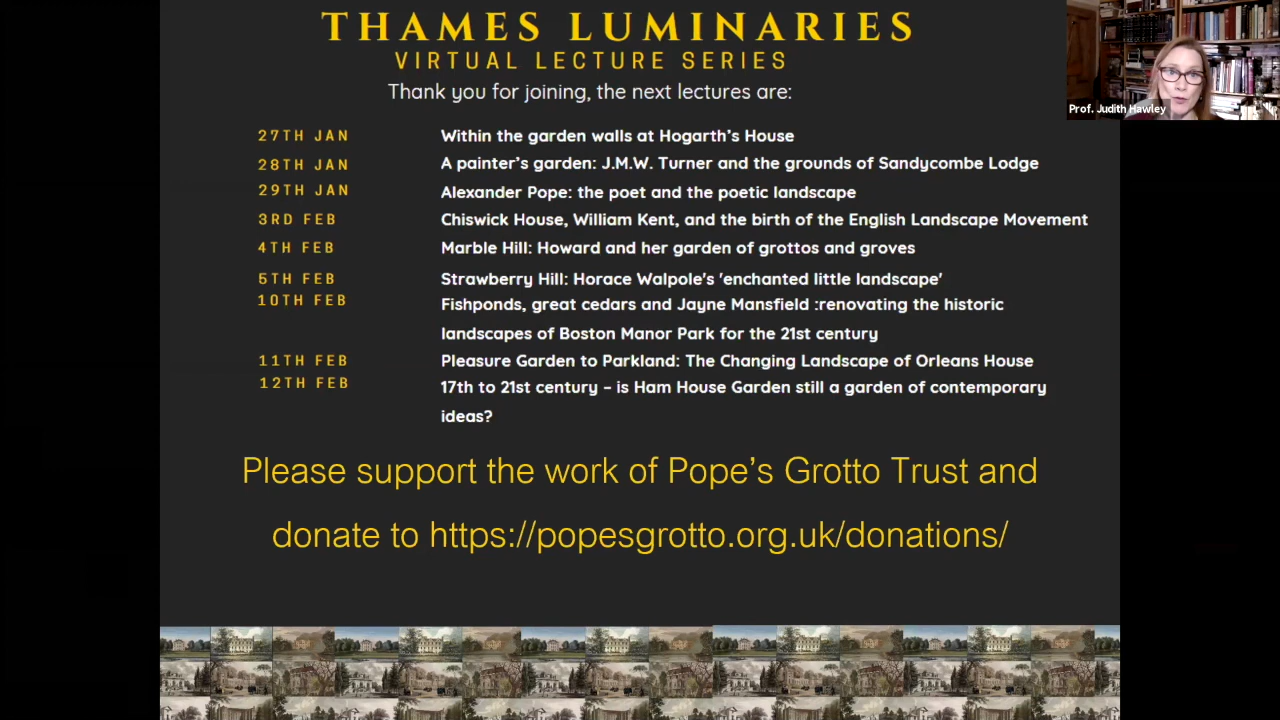 THAMES LUMINARIES
VIRTUAL LECTURE SERIES
Thank you for joining, the next lectures are:
Prof. Judith Hawley
27TH JAN Within the garden walls at Hogarth's House
28TH JAN A painter's garden: J.M.W. Turner and the grounds of Sandycombe Lodge
29TH JAN Alexander Pope: the poet and the poetic landscape
3RD FEB Chiswick House, William Kent, and the birth of the English Landscape Movement
4TH FEB Marble Hill: Howard and her garden of grottos and groves
5TH FEB Strawberry Hill: Horace Walpole's 'enchanted little landscape'
10TH FEB Fishponds, great cedars and Jayne Mansfield :renovating the historic
landscapes of Boston Manor Park for the 21st century
11TH FEB Pleasure Garden to Parkland: The Changing Landscape of Orleans House
12TH FEB 17th to 21st century – is Ham House Garden still a garden of contemporary
ideas?
Please support the work of Pope’s Grotto Trust and
donate to https://popesgrotto.org.uk/donations/